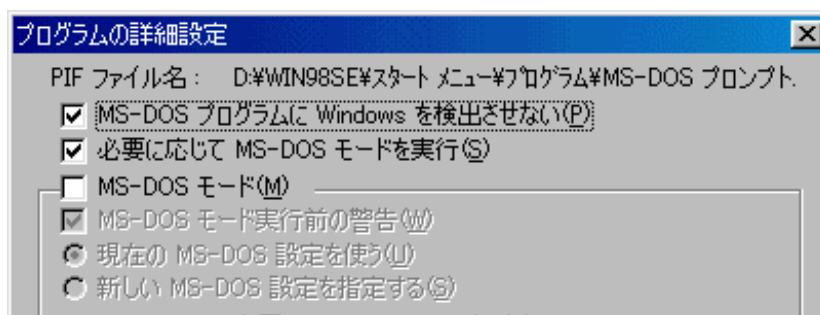 プログラムの詳細設定
PIF ファイル名： D:¥WIN98SE¥スタート メニュー¥プログラム¥MS-DOS プロンプト.
MS-DOS プログラムに Windows を検出させない(P)
必要に応じて MS-DOS モードを実行(S)
MS-DOS モード(M)
MS-DOS モード実行前の警告(W)
現在の MS-DOS 設定を使う(U)
新しい MS-DOS 設定を指定する(S)